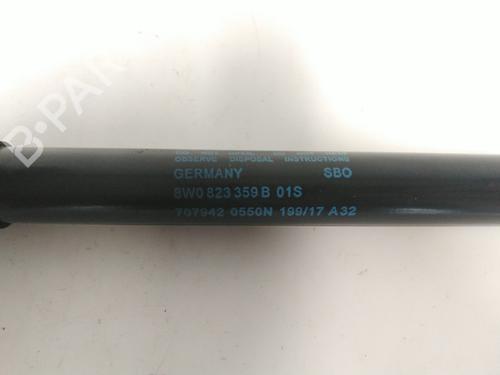 B-PARTS
OBSERVE DISPOSAL INSTRUCTIONS
GERMANY SBO
8W0 823 359 B 01S
707942 0550N 199/17 A32